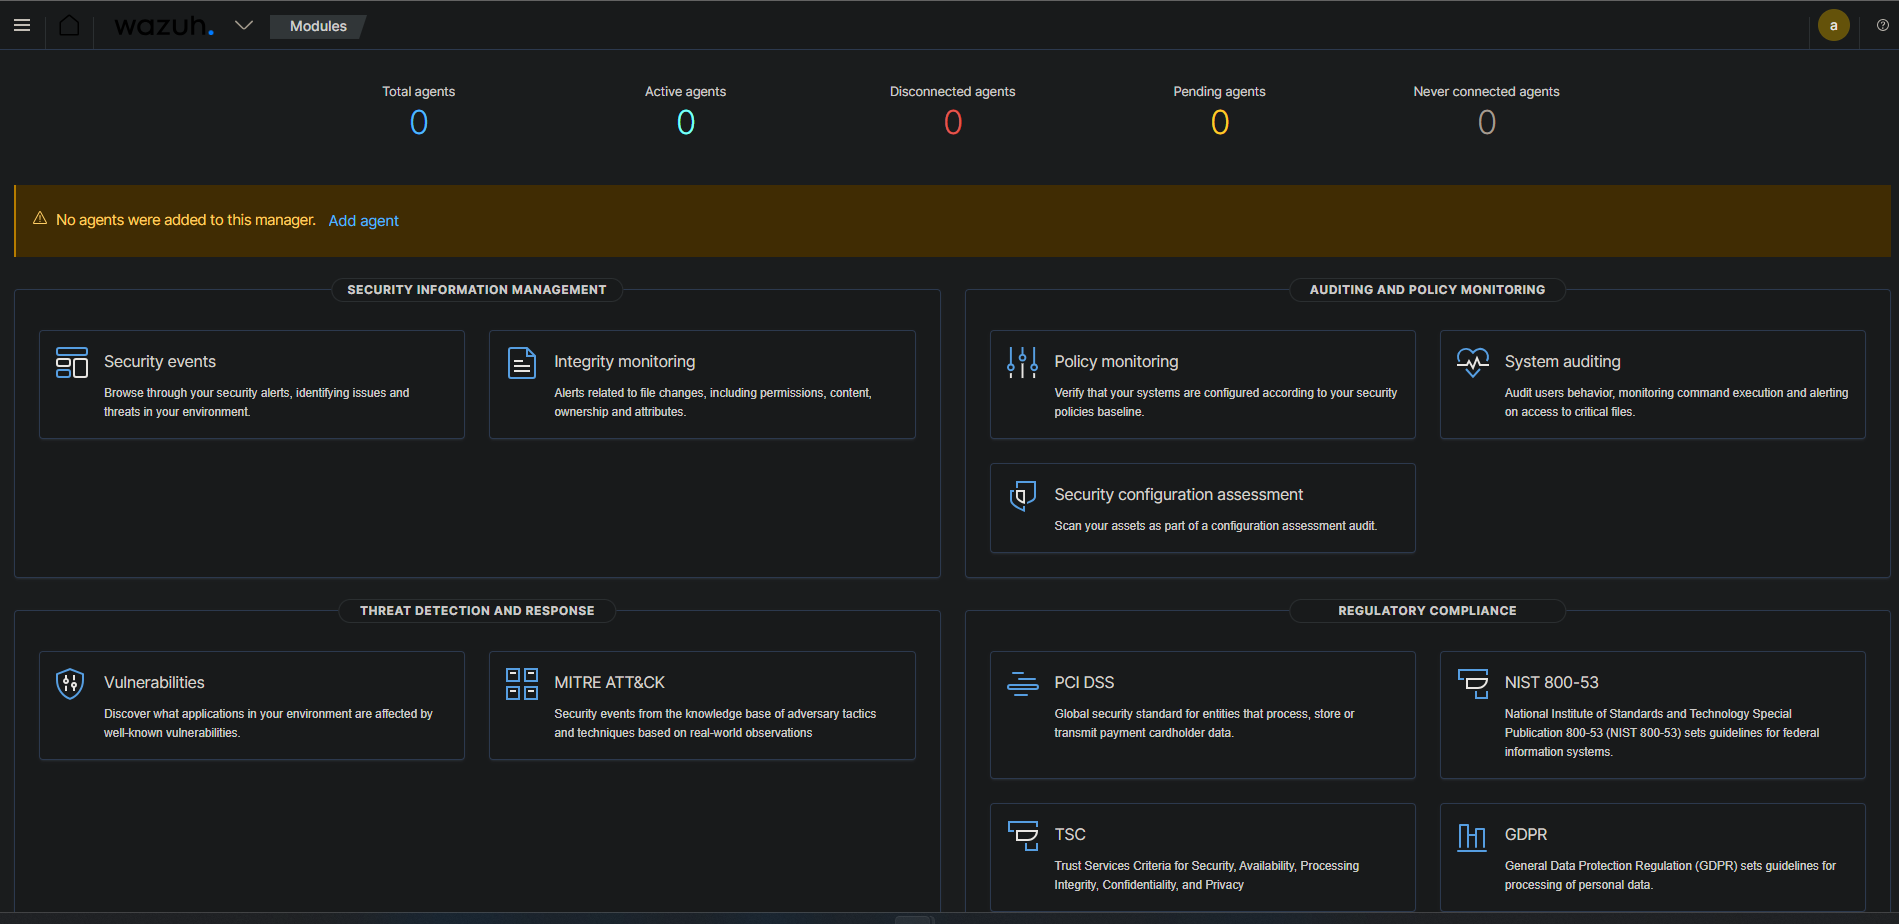 wazuh.
Modules
a
Total agents
0
Active agents
0
Disconnected agents
0
Pending agents
0
Never connected agents
0
No agents were added to this manager. Add agent
SECURITY INFORMATION MANAGEMENT
Security events
Browse through your security alerts, identifying issues and
threats in your environment.
Integrity monitoring
Alerts related to file changes, including permissions, content,
ownership and attributes.
AUDITING AND POLICY MONITORING
Policy monitoring
Verify that your systems are configured according to your security
policies baseline.
System auditing
Audit users behavior, monitoring command execution and alerting
on access to critical files.
Security configuration assessment
Scan your assets as part of a configuration assessment audit.
THREAT DETECTION AND RESPONSE
Vulnerabilities
Discover what applications in your environment are affected by
well-known vulnerabilities.
MITRE ATT&CK
Security events from the knowledge base of adversary tactics
and techniques based on real-world observations
REGULATORY COMPLIANCE
PCI DSS
Global security standard for entities that process, store or
transmit payment cardholder data.
NIST 800-53
National Institute of Standards and Technology Special
Publication 800-53 (NIST 800-53) sets guidelines for federal
information systems.
TSC
Trust Services Criteria for Security, Availability, Processing
Integrity, Confidentiality, and Privacy
GDPR
General Data Protection Regulation (GDPR) sets guidelines for
processing of personal data.